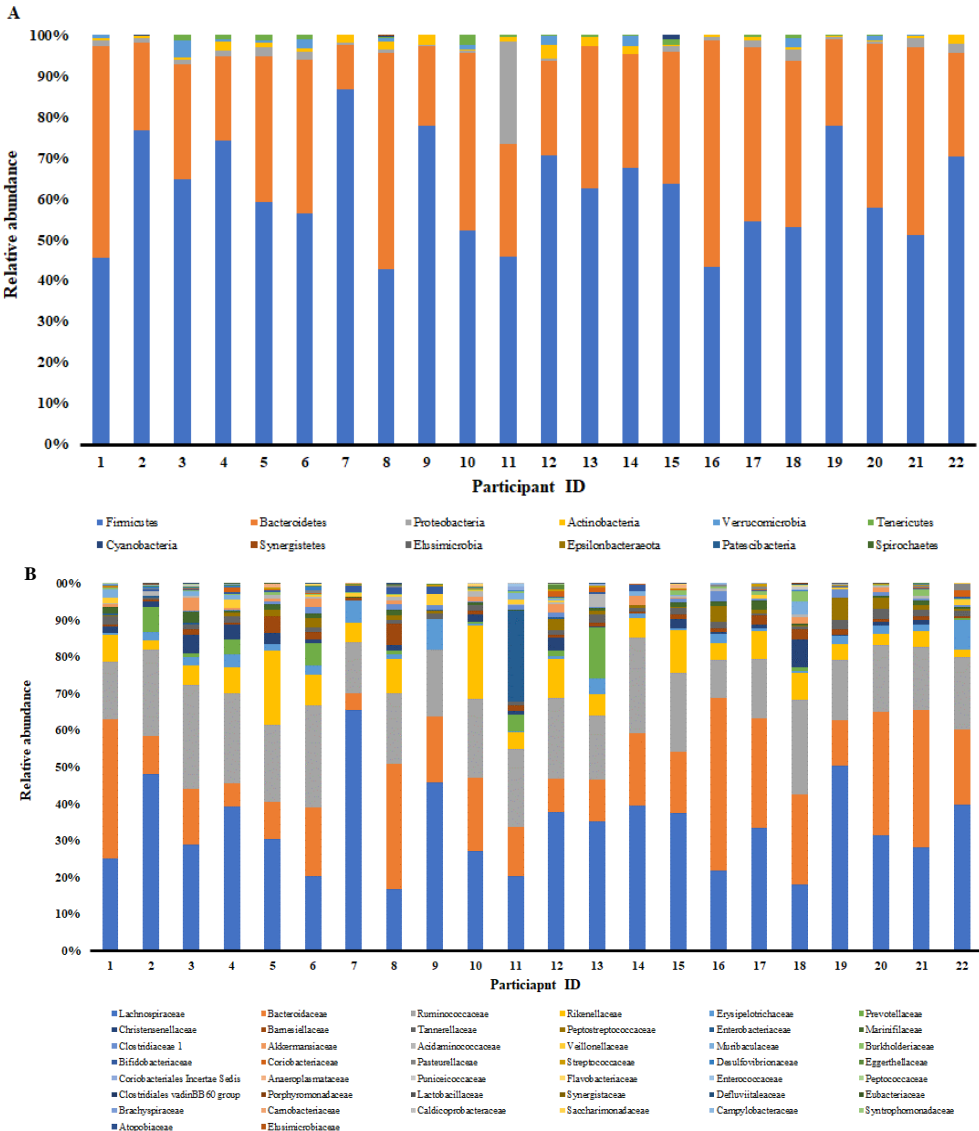 A
100%
90%
80%
70%
60%
50%
40%
30%
20%
10%
0%
Relative abundance
1 2 3 4 5 6 7 8 9 10 11 12 13 14 15 16 17 18 19 20 21 22
Participant ID
Firmicutes Bacteroidetes Proteobacteria Actinobacteria Verrucomicrobia Tenericutes
Cyanobacteria Synergistetes Elusimicrobia Epsilonbacteraeota Patescibacteria Spirochaetes
B
00%
90%
80%
70%
60%
50%
40%
30%
20%
10%
0%
Relative abundance
1 2 3 4 5 6 7 8 9 10 11 12 13 14 15 16 17 18 19 20 21 22
Particiapnt ID
Lachnospiraceae Bacteroidaceae Ruminococcaceae Rikenellaceae Erysipelotrichaceae Prevotellaceae
Christensenellaceae Barnesiellaceae Tannerellaceae Peptostreptococcaceae Enterobacteriaceae Marinifilaceae
Clostridiaceae 1 Akkermansiaceae Acidaminococcaceae Veillonellaceae Muribaculaceae Burkholderiaceae
Bifidobacteriaceae Coriobacteriaceae Pasteurellaceae Streptococcaceae Desulfovibrionaceae Eggerthellaceae
Coriobacteriales Incertae Sedis Anaeroplasmataceae Puniceicoccaceae Flavobacteriaceae Enterococcaceae Peptococcaceae
Clostridiales vadinBB60 group Porphyromonadaceae Lactobacillaceae Synergistaceae Defluviitaleaceae Eubacteriaceae
Brachyspiraceae Carnobacteriaceae Caldicoprobacteraceae Saccharimonadaceae Campylobacteraceae Syntrophomonadaceae
Atopobiaceae Elusimicrobiaceae